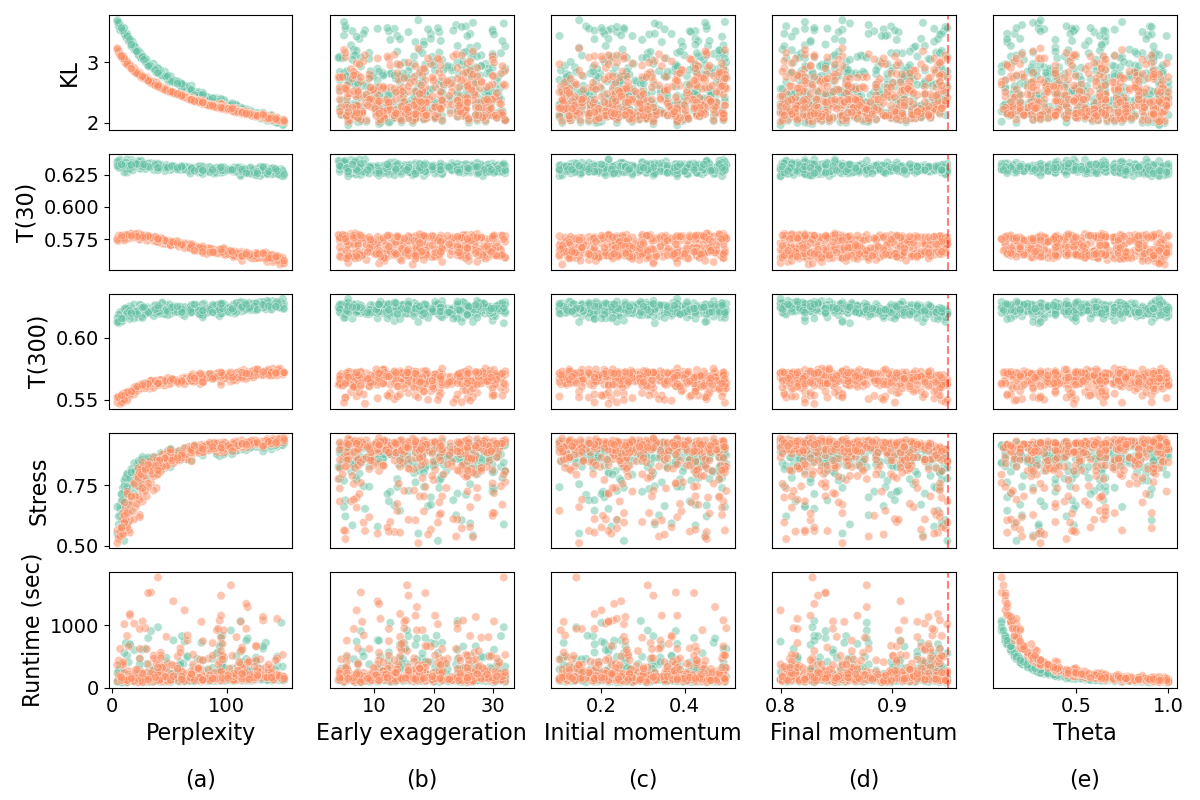 KL
3
2
T(30)
0.625
0.600
0.575
T(300)
0.60
0.55
Stress
0.75
0.50
Runtime (sec)
1000
0
0 100
10 20 30
0.2 0.4
0.8 0.9
0.5 1.0
Perplexity Early exaggeration Initial momentum Final momentum Theta
(a) (b) (c) (d) (e)